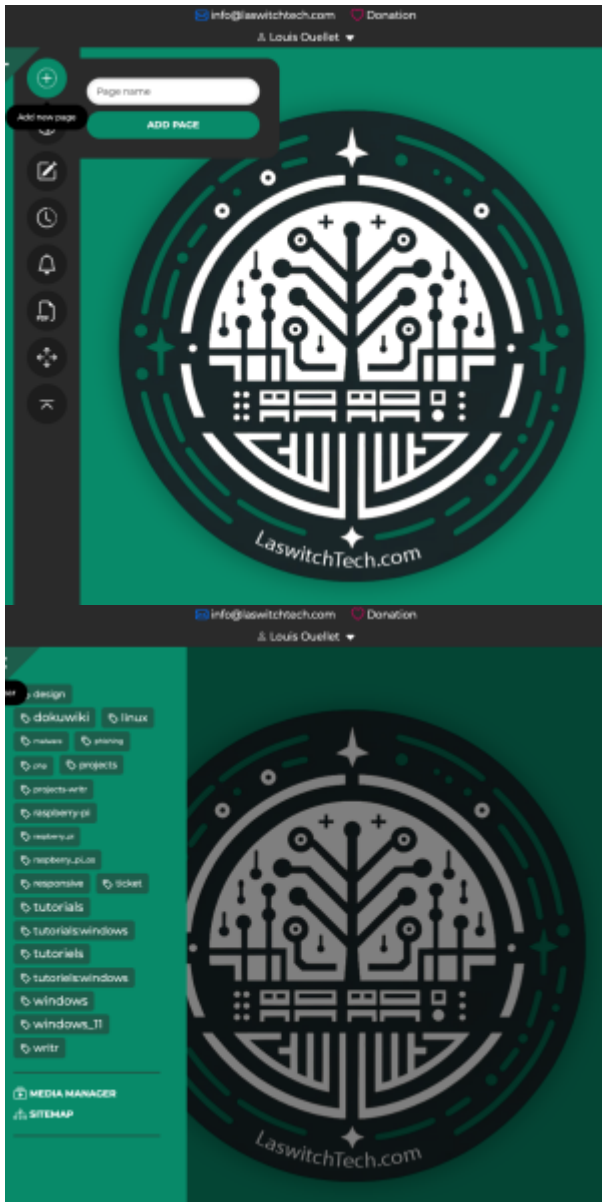 info@laswitchtech.com Donation
Louis Ouellet
Page name
Add new page
ADD PAGE
PDF
LaswitchTech.com
info@laswitchtech.com Donation
Louis Ouellet
design
dokuwiki linux
malware phishing
php projects
projects-writr
raspberry-pi
raspberry_pi
raspberry_pi_os
responsive ticket
tutorials
tutorials:windows
tutoriels
tutoriels:windows
windows
windows_11
writr
MEDIA MANAGER
SITEMAP
LaswitchTech.com